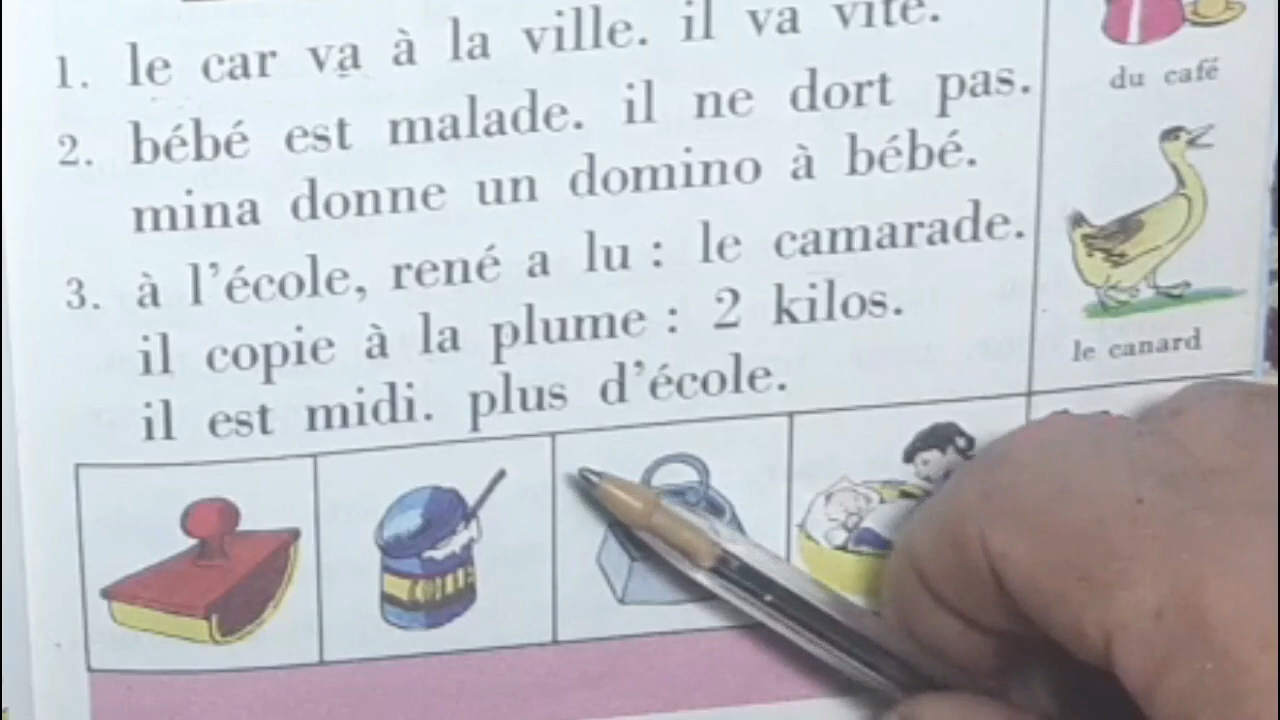 1. le car va à la ville. il va vite.
2. bébé est malade. il ne dort pas.
mina donne un domino à bébé.
3. à l'école, rené a lu : le camarade.
il copie à la plume : 2 kilos.
il est midi. plus d'école.
du café
le canard